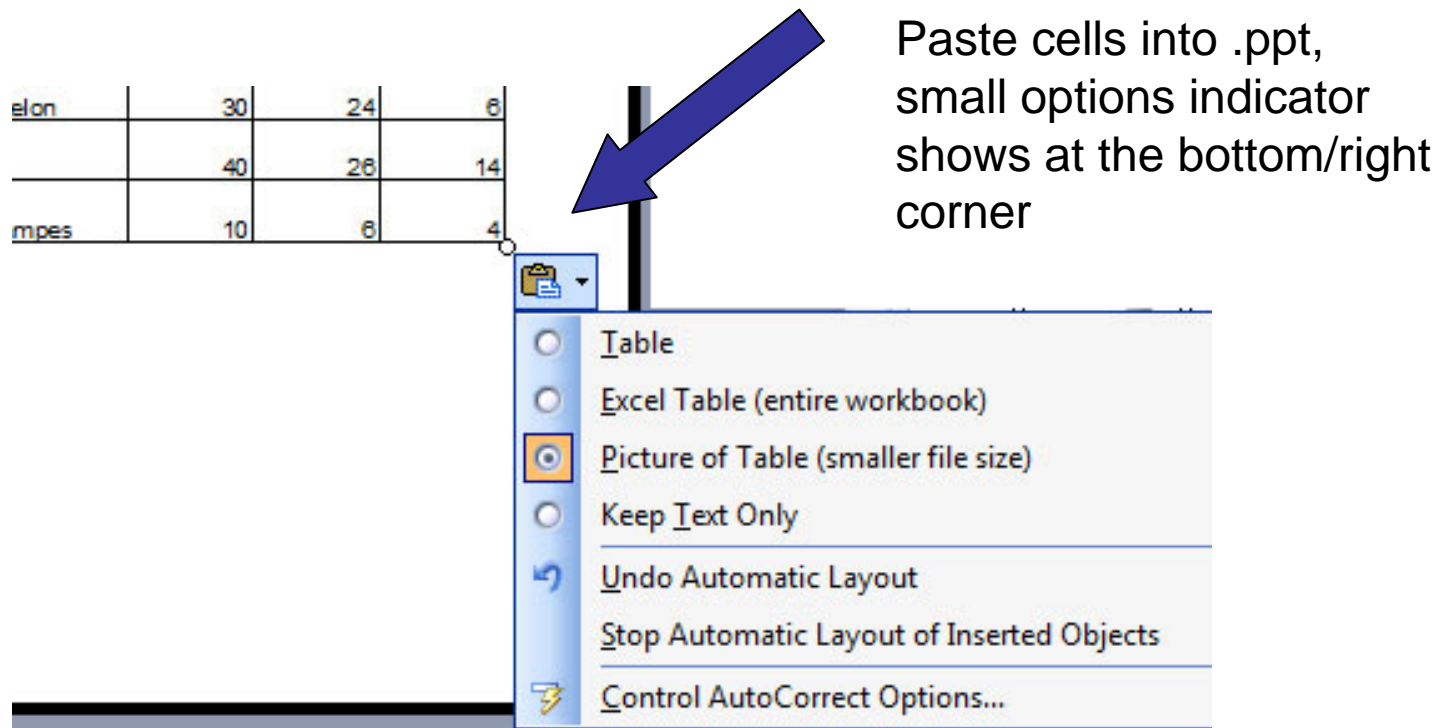 Paste cells into .ppt,
small options indicator
shows at the bottom/right
corner
elon 30 24 6
40 26 14
mpes 10 6 4
Table
Excel Table (entire workbook)
Picture of Table (smaller file size)
Keep Text Only
Undo Automatic Layout
Stop Automatic Layout of Inserted Objects
Control AutoCorrect Options...